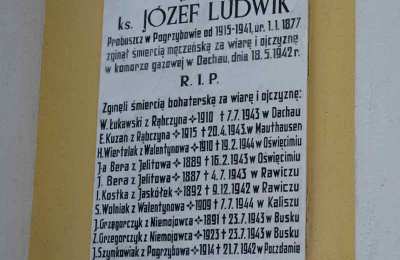 ks. JÓZEF LUDWIK
Proboszcz w Pogrzybowie od 1915-1941, ur. 1.I.1877
zginął śmiercią męczeńską za wiarę i ojczyznę
w komorze gazowej w Dachau, dnia 18.5.1942 r.
R.I.P.
Zginęli śmiercią bohaterską za wiarę i ojczyznę:
W. Łukawski z Rąbczyna ✢ 1910 † 7.7.1943 w Dachau
E. Kuzan z Rąbczyna ✢ 1915 † 20.4.1943 w Mauthausen
H. Wiertelak z Walentynowa ✢ 1910 † 19.2.1944 w Oświęcimiu
Ja Bera z Jelitowa ✢ 1889 † 16.2.1943 w Oświęcimiu
J. Bera z Jelitowa ✢ 1887 † 4.7.1943 w Rawiczu
I. Kostka z Jaskółek ✢ 1892 † 9.12.1942 w Rawiczu
S. Wolniak z Walentynowa ✢ 1909 † 7.7.1944 w Kaliszu
J. Grzegorczyk z Niemojowca ✢ 1891 † 23.7.1943 w Busku
Z. Grzegorczyk z Niemojowca ✢ 1923 † 23.7.1943 w Busku
J. Szymkowiak z Pogrzybowa ✢ 1914 † 21.7.1942 w Poczdamie